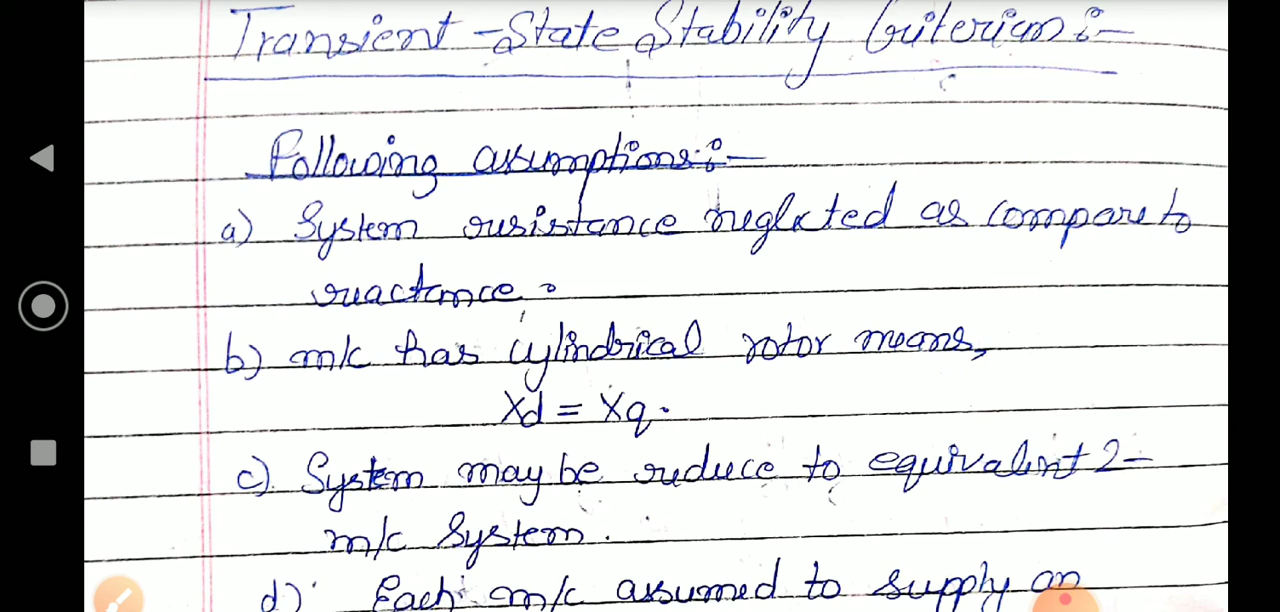 Transient-State Stability Criterian:-
Following assumptions:-
a) System resistance neglected as compare to
reactance.
b) m/c has cylindrical rotor means,
Xd = Xq.
c) System may be reduce to equivalent 2-
m/c System.
d) Each m/c assumed to supply an